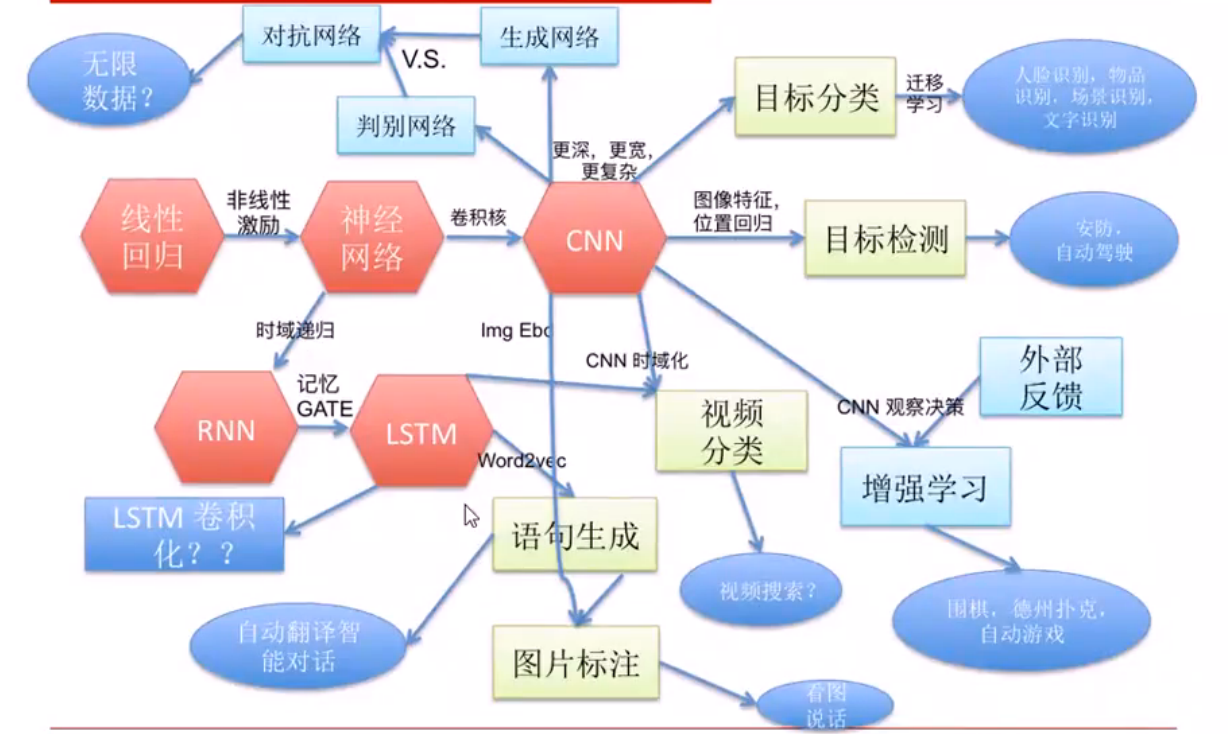 对抗网络
生成网络
V.S.
无限
数据？
判别网络
目标分类
迁移
学习
人脸识别，物品
识别，场景识别，
文字识别
更深，更宽，
更复杂
线性
回归
非线性
激励
神经
网络
卷积核
CNN
图像特征，
位置回归
目标检测
安防，
自动驾驶
时域递归
Img Ebd
CNN 时域化
外部
反馈
RNN
记忆
GATE
LSTM
视频
分类
CNN 观察决策
Word2vec
增强学习
LSTM 卷积
化？？
语句生成
视频搜索？
围棋，德州扑克，
自动游戏
自动翻译智
能对话
图片标注
看图
说话